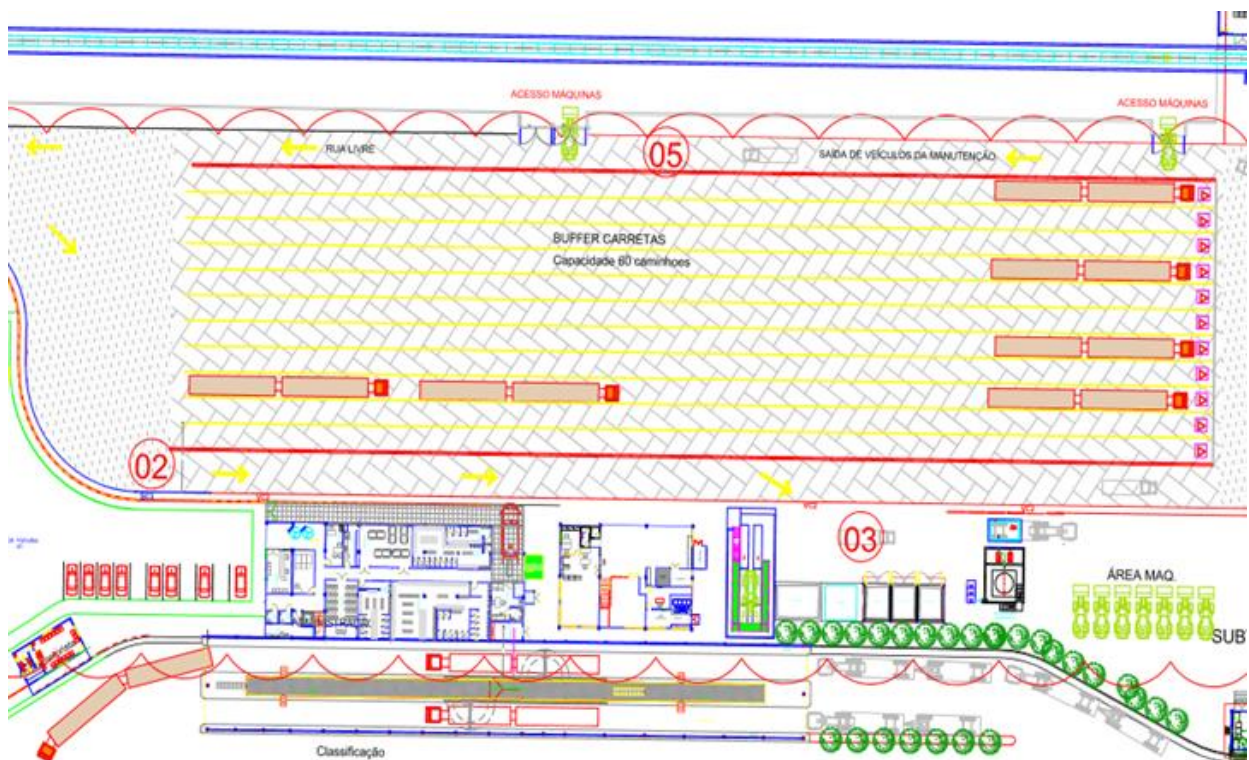 ACESSO MÁQUINAS
ACESSO MÁQUINAS
RUA LIVRE
05
SAÍDA DE VEÍCULOS DA MANUTENÇÃO
BUFFER CARRETAS
Capacidade 60 caminhoes
02
03
ÁREA MAQ.
SUB
Classificação